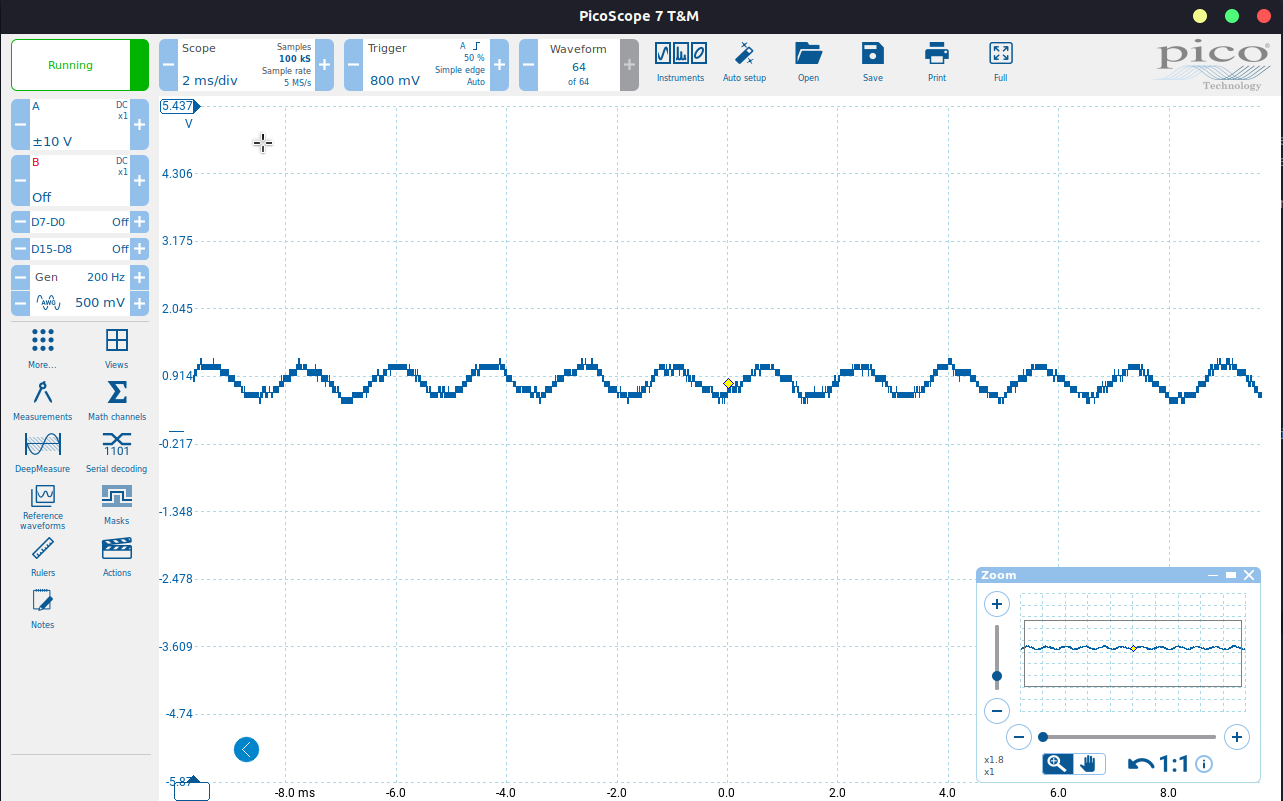 PicoScope 7 T&M
Running
Scope
Samples
100 kS
Sample rate
5 MS/s
2 ms/div
Trigger
A
50 %
Simple edge
Auto
800 mV
Waveform
64
of 64
Instruments
Auto setup
Open
Save
Print
Full
pico
Technology
A
DC
x1
±10 V
B
DC
x1
Off
D7-D0 Off
D15-D8 Off
Gen 200 Hz
AWG 500 mV
More...
Views
Measurements
Math channels
DeepMeasure
1101
Serial decoding
Reference
waveforms
Masks
Rulers
Actions
Notes
5.437
V
4.306
3.175
2.045
0.914
-0.217
-1.348
-2.478
-3.609
-4.74
-5.87
-8.0 ms
-6.0
-4.0
-2.0
0.0
2.0
4.0
6.0
8.0
Zoom
x1.8
x1
1:1
i